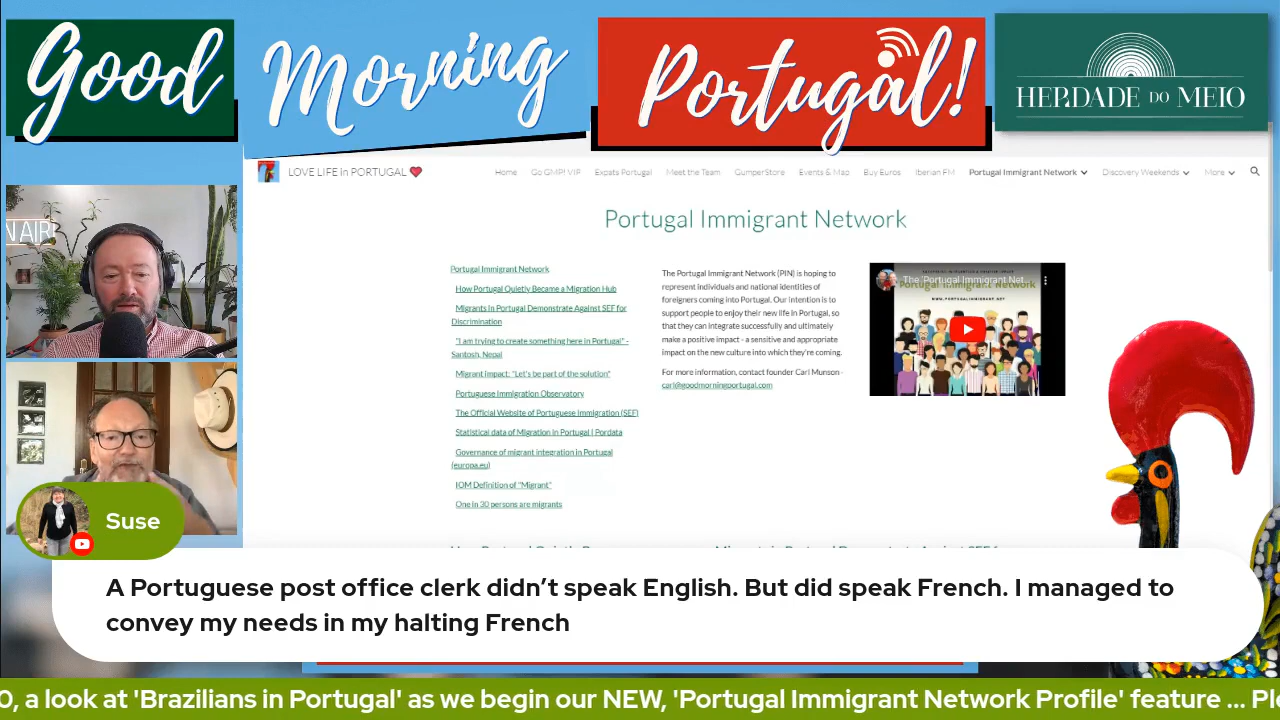 Good Morning Portugal!
HERDADE DO MEIO
LOVE LIFE in PORTUGAL ❤️
Home Go GMP! VIP Expats Portugal Meet the Team GumperStore Events & Map Buy Euros Iberian FM Portugal Immigrant Network Discovery Weekends More
N AIR
Portugal Immigrant Network
Portugal Immigrant Network
How Portugal Quietly Became a Migration Hub
Migrants in Portugal Demonstrate Against SEF for
Discrimination
"I am trying to create something here in Portugal" -
Santosh, Nepal
Migrant Impact: "Let's be part of the solution"
Portuguese Immigration Observatory
The Official Website of Portuguese Immigration (SEF)
Statistical data of Migration in Portugal | Pordata
Governance of migrant integration in Portugal
(europa.eu)
IOM Definition of "Migrant"
One in 30 persons are migrants
The Portugal Immigrant Network (PIN) is hoping to
represent individuals and national identities of
foreigners coming into Portugal. Our intention is to
support people to enjoy their new life in Portugal, so
that they can integrate successfully and ultimately
make a positive impact - a sensitive and appropriate
impact on the new culture into which they're coming.
For more information, contact founder Carl Munson -
carl@goodmorningportugal.com
The 'Portugal Immigrant Net...
Portugal Immigrant Network
WWW.PORTUGALIMMIGRANT.NET
Suse
A Portuguese post office clerk didn't speak English. But did speak French. I managed to
convey my needs in my halting French
0, a look at 'Brazilians in Portugal' as we begin our NEW, 'Portugal Immigrant Network Profile' feature ... Ple